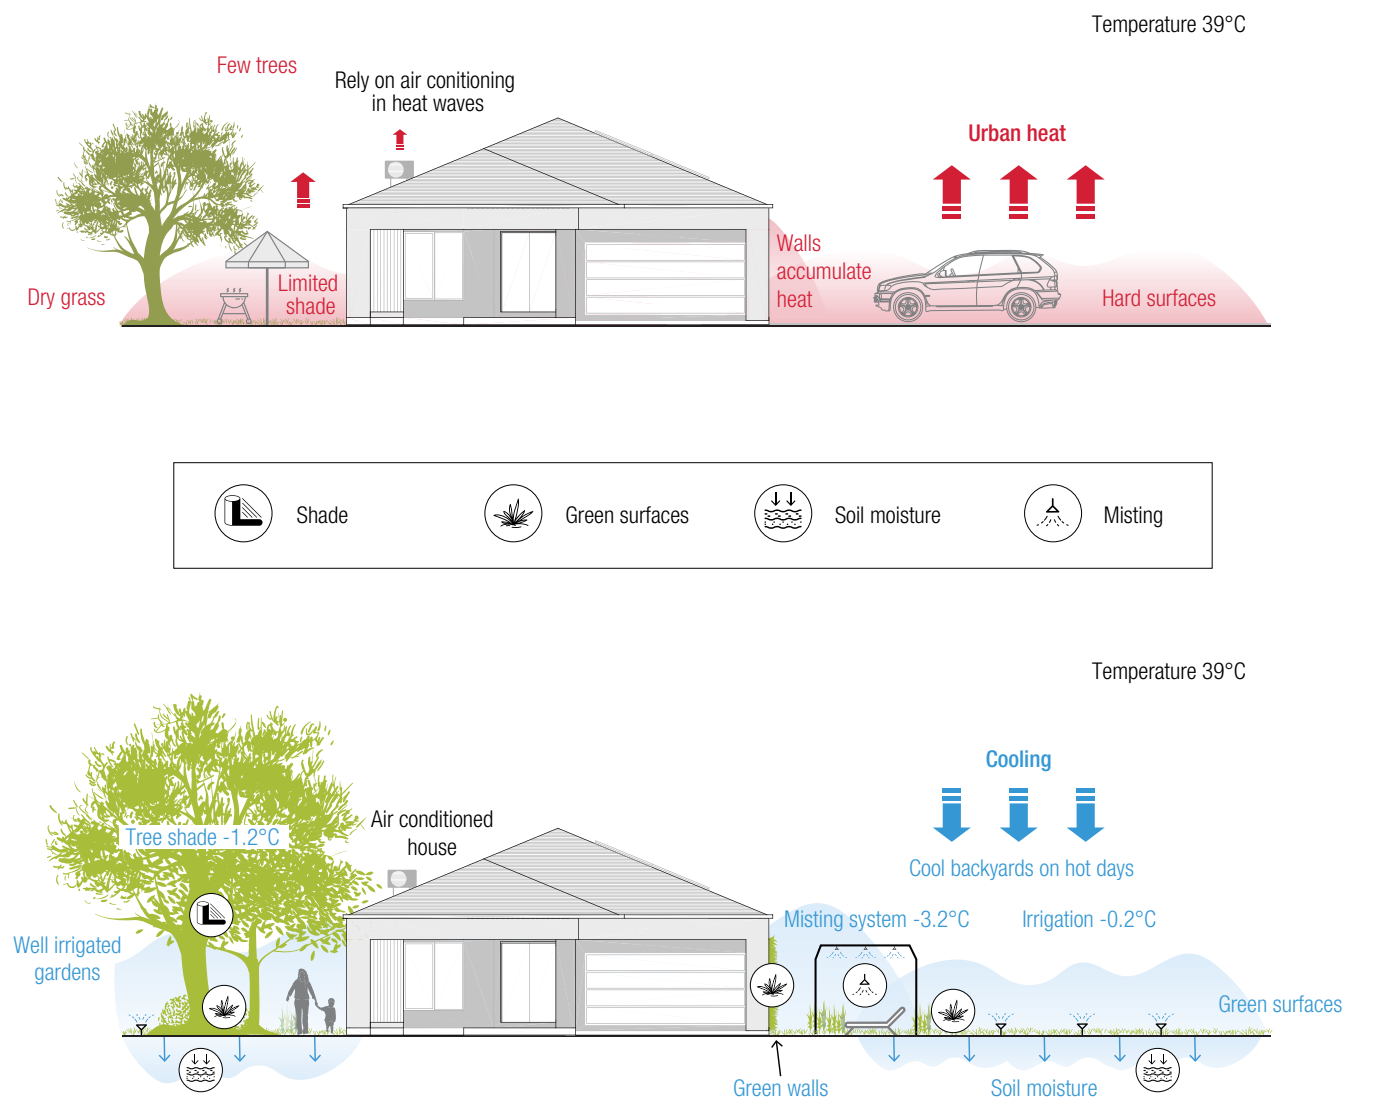 Temperature 39°C
Few trees
Rely on air conitioning
in heat waves
Urban heat
Walls
accumulate
heat
Limited
shade
Dry grass
Hard surfaces
Shade
Green surfaces
Soil moisture
Misting
Temperature 39°C
Cooling
Air conditioned
house
Tree shade -1.2°C
Cool backyards on hot days
Misting system -3.2°C
Irrigation -0.2°C
Well irrigated
gardens
Green surfaces
Green walls
Soil moisture